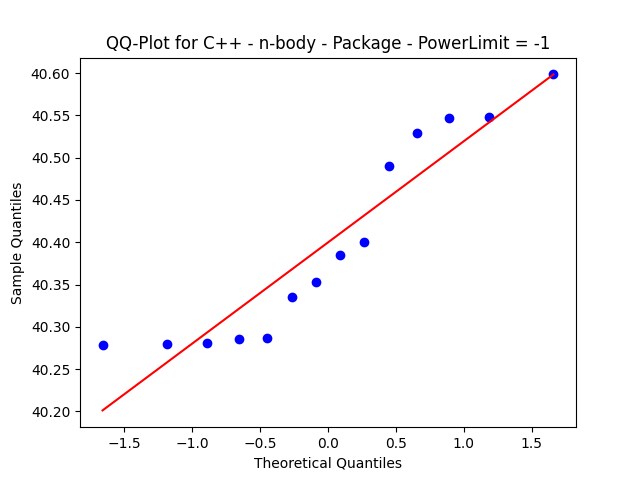 QQ-Plot for C++ - n-body - Package - PowerLimit = -1
40.60
40.55
40.50
40.45
40.40
40.35
40.30
40.25
40.20
Sample Quantiles
−1.5 −1.0 −0.5 0.0 0.5 1.0 1.5
Theoretical Quantiles